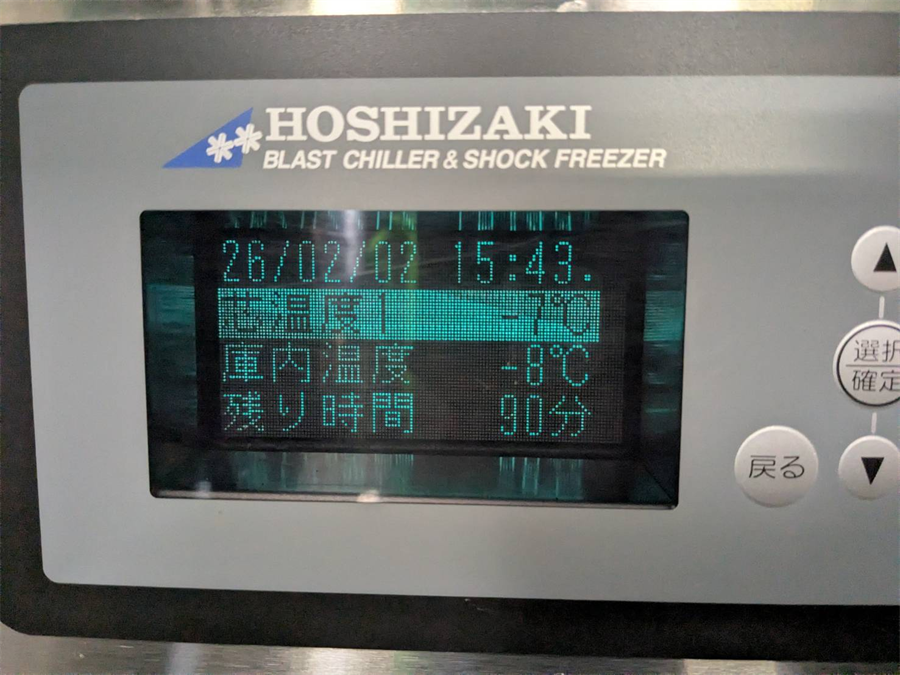 HOSHIZAKI
BLAST CHILLER & SHOCK FREEZER
26/02/02 15:43.
芯温度1 -7℃
庫内温度 -8℃
残り時間 90分
▲
選択
確定
戻る
▼